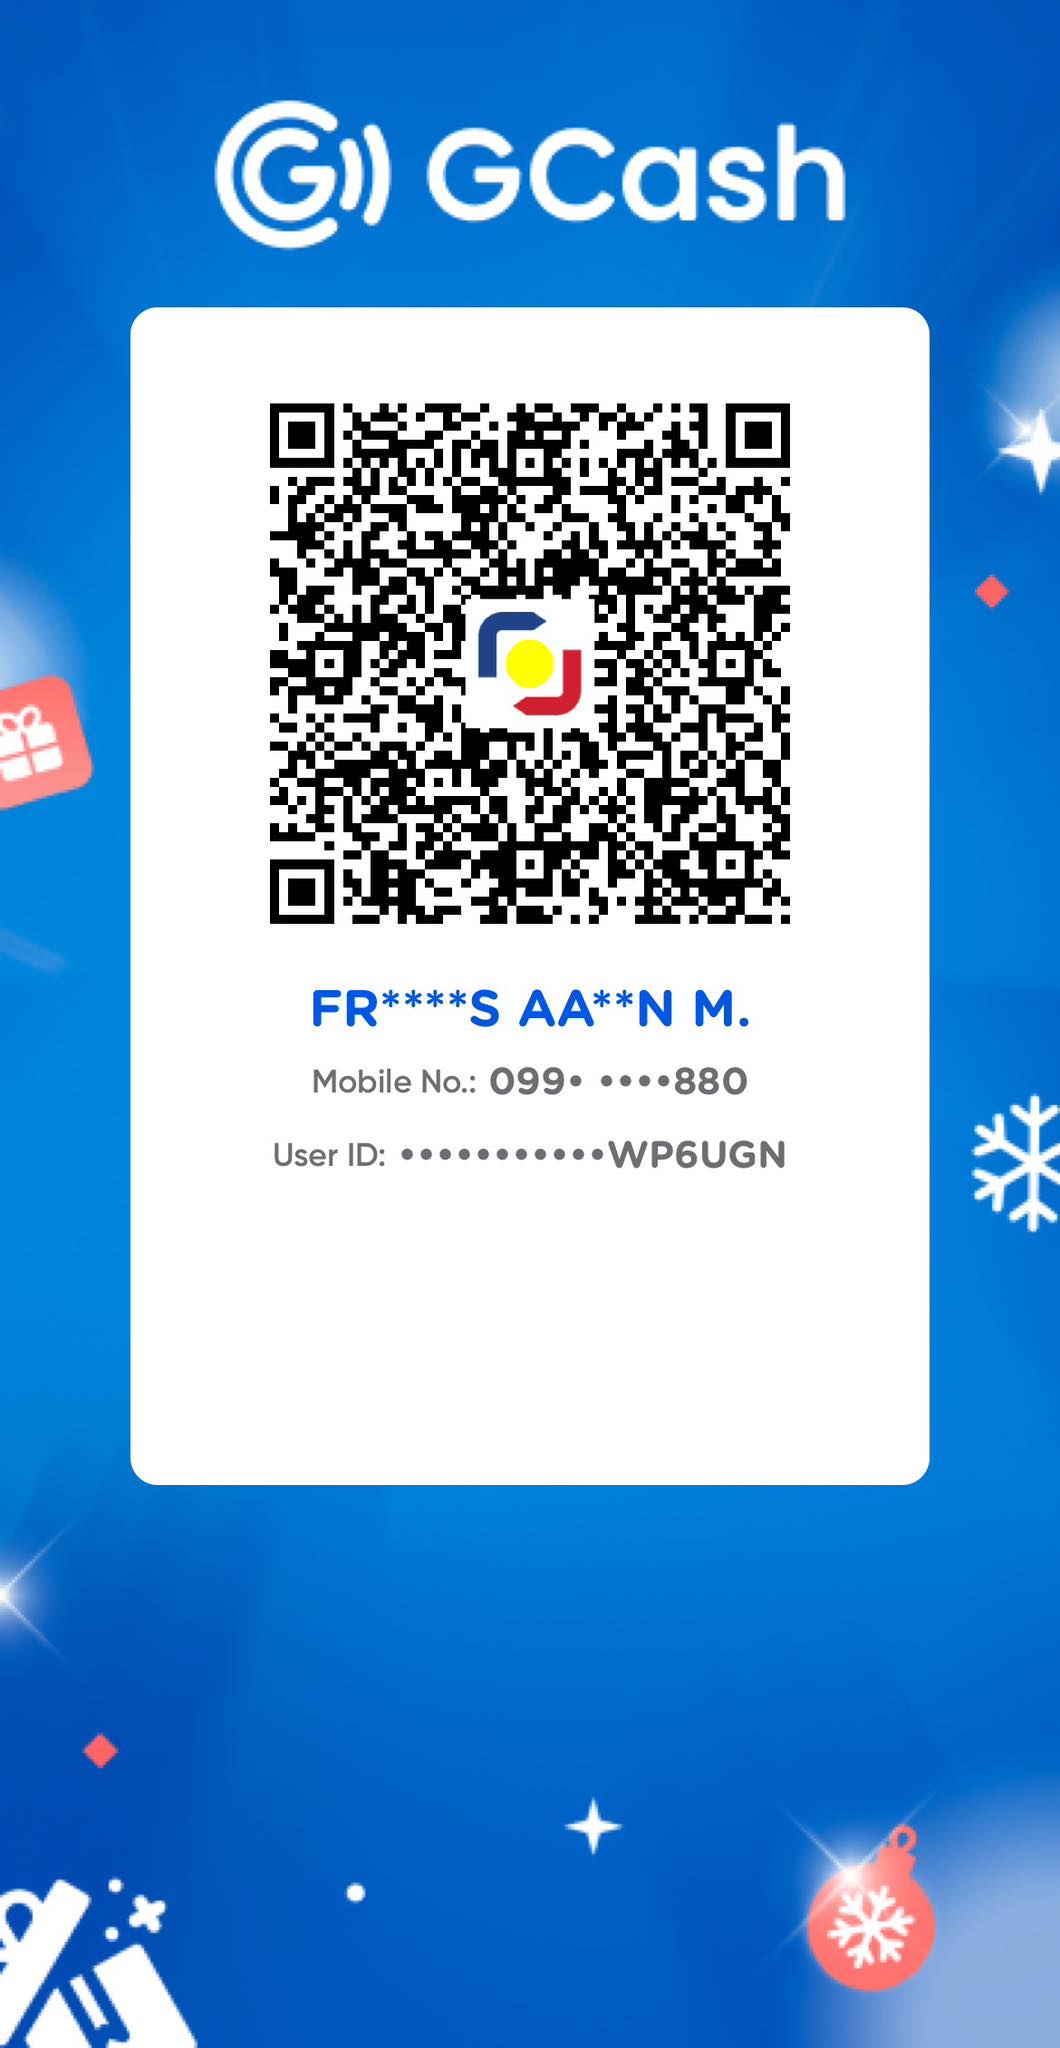 GCash
FR****S AA**N M.
Mobile No.: 099• ••••880
User ID: •••••••••••WP6UGN